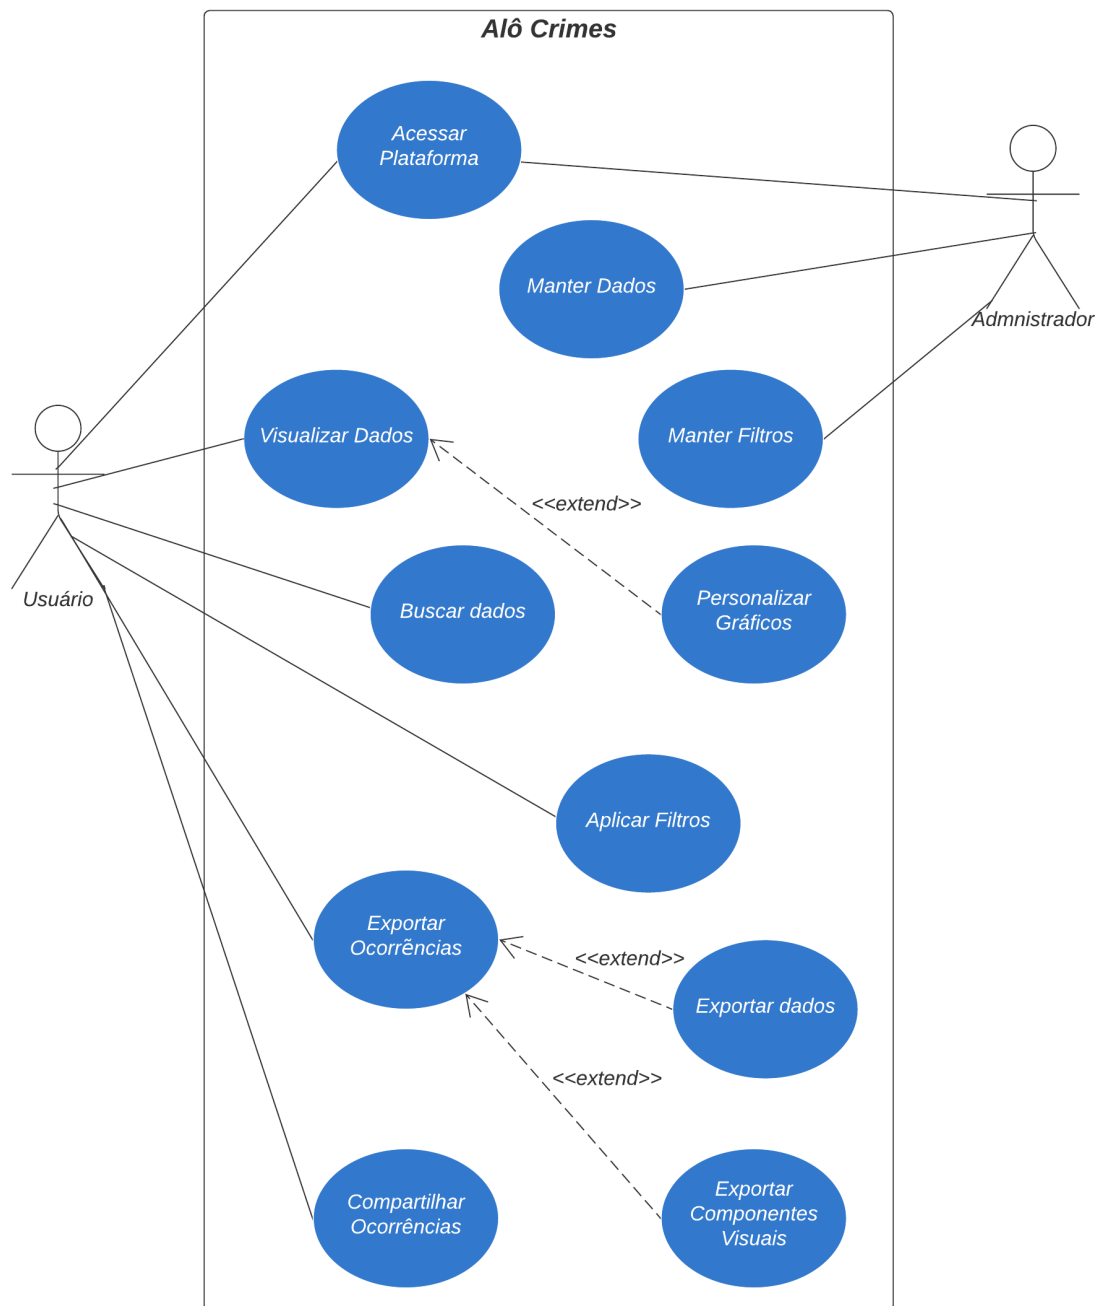 Alô Crimes
Acessar
Plataforma
Manter Dados
Admnistrador
Visualizar Dados
Manter Filtros
<<extend>>
Usuário
Buscar dados
Personalizar
Gráficos
Aplicar Filtros
Exportar
Ocorrẽncias
<<extend>>
Exportar dados
<<extend>>
Compartilhar
Ocorrências
Exportar
Componentes
Visuais